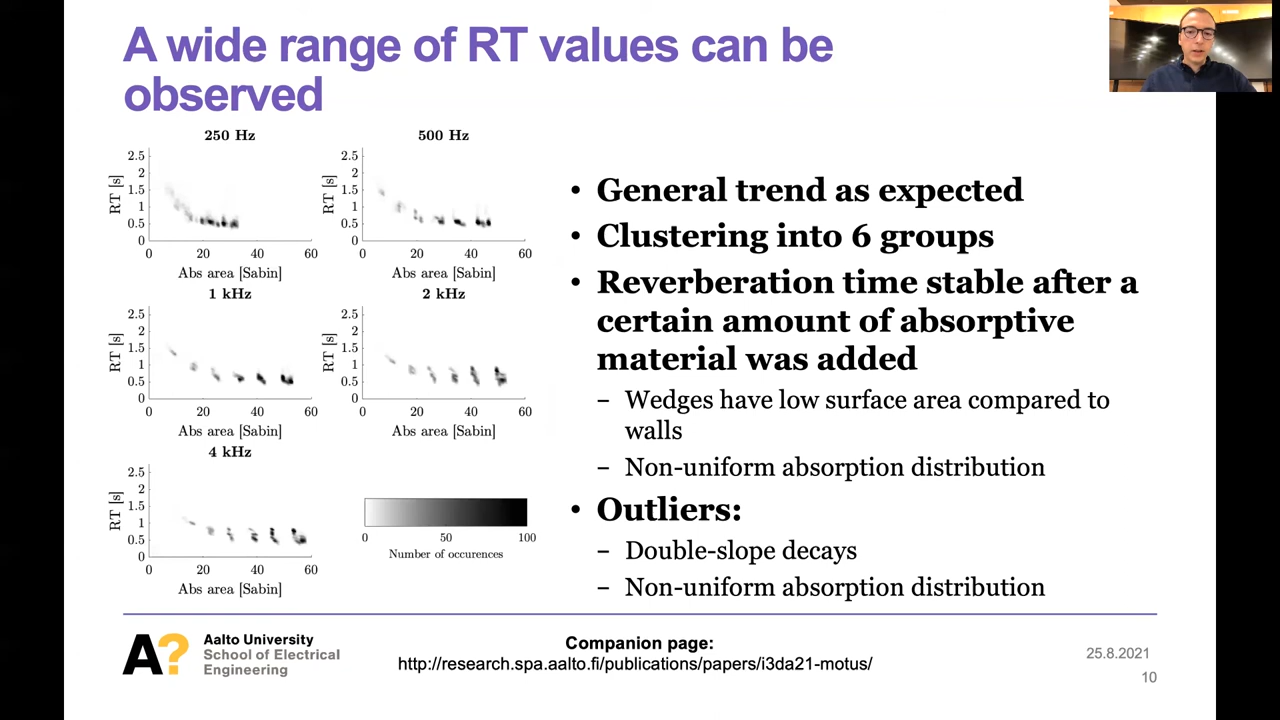 A wide range of RT values can be
observed
250 Hz
2.5
2
1.5
1
0.5
0
RT [s]
0
20
40
60
Abs area [Sabin]
500 Hz
2.5
2
1.5
1
0.5
0
RT [s]
0
20
40
60
Abs area [Sabin]
1 kHz
2.5
2
1.5
1
0.5
0
RT [s]
0
20
40
60
Abs area [Sabin]
2 kHz
2.5
2
1.5
1
0.5
0
RT [s]
0
20
40
60
Abs area [Sabin]
4 kHz
2.5
2
1.5
1
0.5
0
RT [s]
0
20
40
60
Abs area [Sabin]
0
50
100
Number of occurences
• General trend as expected
• Clustering into 6 groups
• Reverberation time stable after a
certain amount of absorptive
material was added
– Wedges have low surface area compared to
walls
– Non-uniform absorption distribution
• Outliers:
– Double-slope decays
– Non-uniform absorption distribution
A?
Aalto University
School of Electrical
Engineering
Companion page:
http://research.spa.aalto.fi/publications/papers/i3da21-motus/
25.8.2021
10